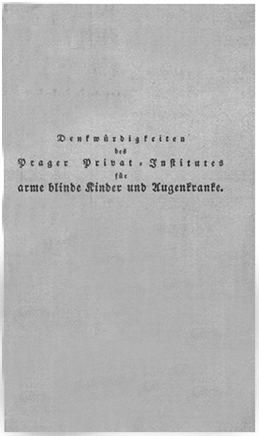 Denkwürdigkeiten
des
Prager Privat-Institutes
für
arme blinde Kinder und Augenkranke.